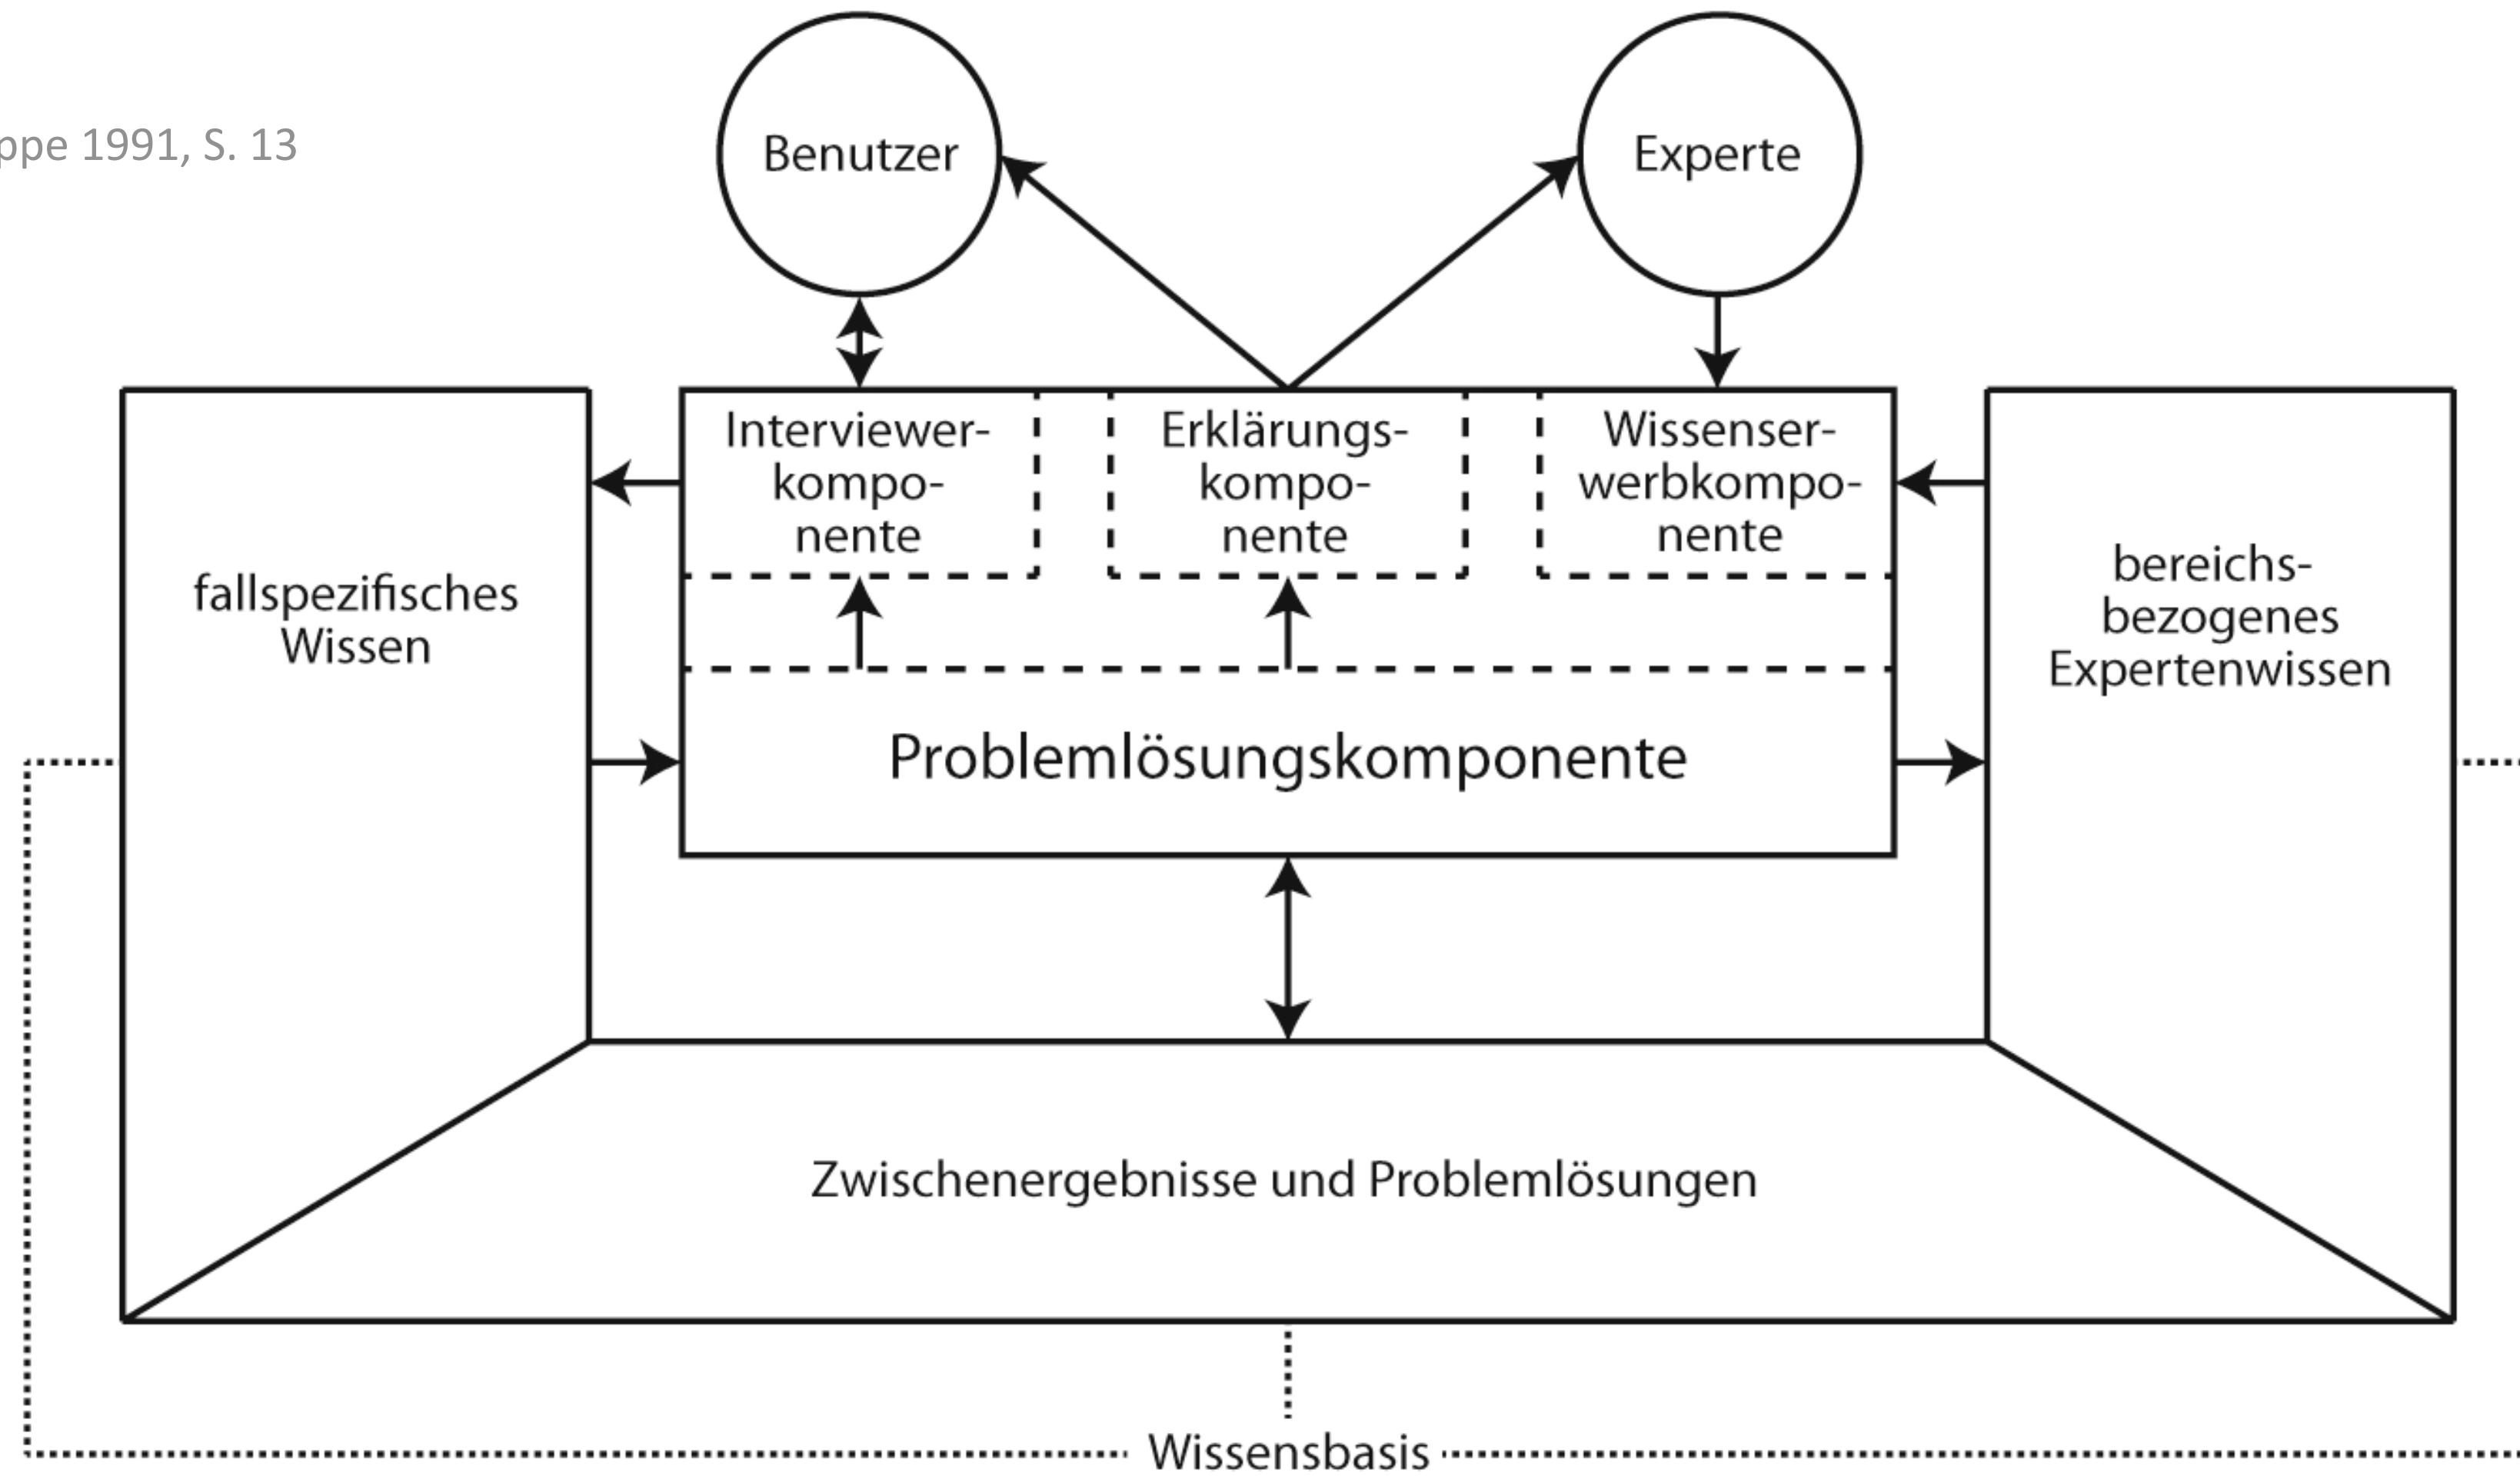 Benutzer
Experte
ppe 1991, S. 13
Interviewer-
kompo-
nente
Erklärungs-
kompo-
nente
Wissenser-
werbkompo-
nente
fallspezifisches
Wissen
bereichs-
bezogenes
Expertenwissen
Problemlösungskomponente
Zwischenergebnisse und Problemlösungen
Wissensbasis